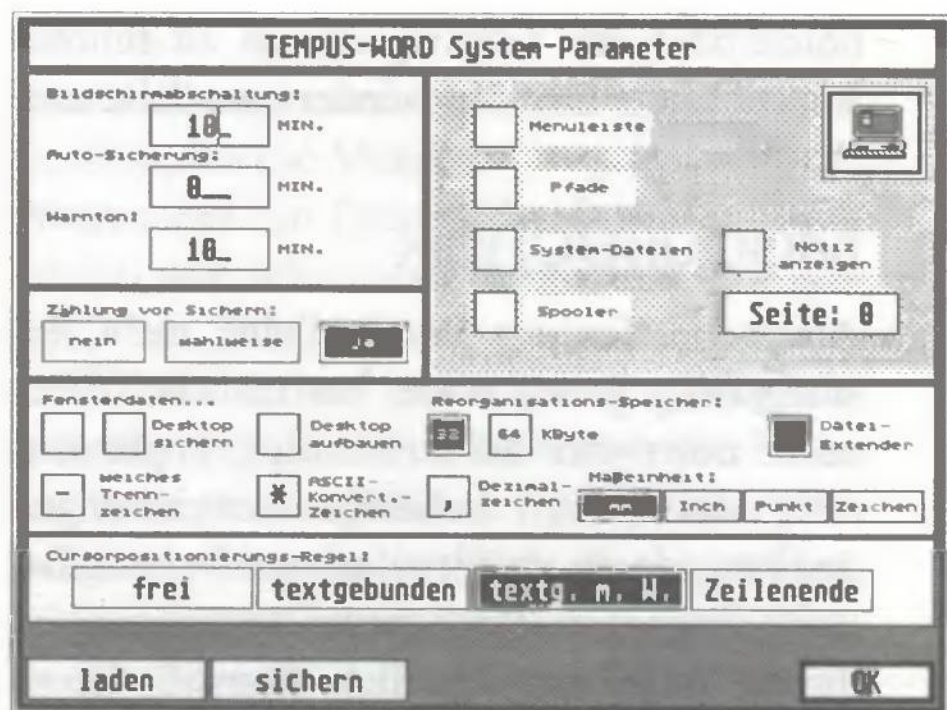 TEMPUS-WORD System-Parameter
Bildschirmabschaltung:
10_ MIN.
Auto-Sicherung:
0__ MIN.
Warnton:
10_ MIN.
Menuleiste
Pfade
System-Dateien
Notiz
anzeigen
Spooler
Seite: 0
Zählung vor Sichern:
nein wahlweise ja
Fensterdaten...
Desktop
sichern
Desktop
aufbauen
Reorganisations-Speicher:
32 64 KByte
Datei-
Extender
- weiches
Trenn-
zeichen
* ASCII-
Konvert.-
Zeichen
, Dezimal-
zeichen
Maßeinheit:
mm Inch Punkt Zeichen
Cursorpositionierungs-Regel:
frei textgebunden textg. m. W. Zeilenende
laden sichern OK